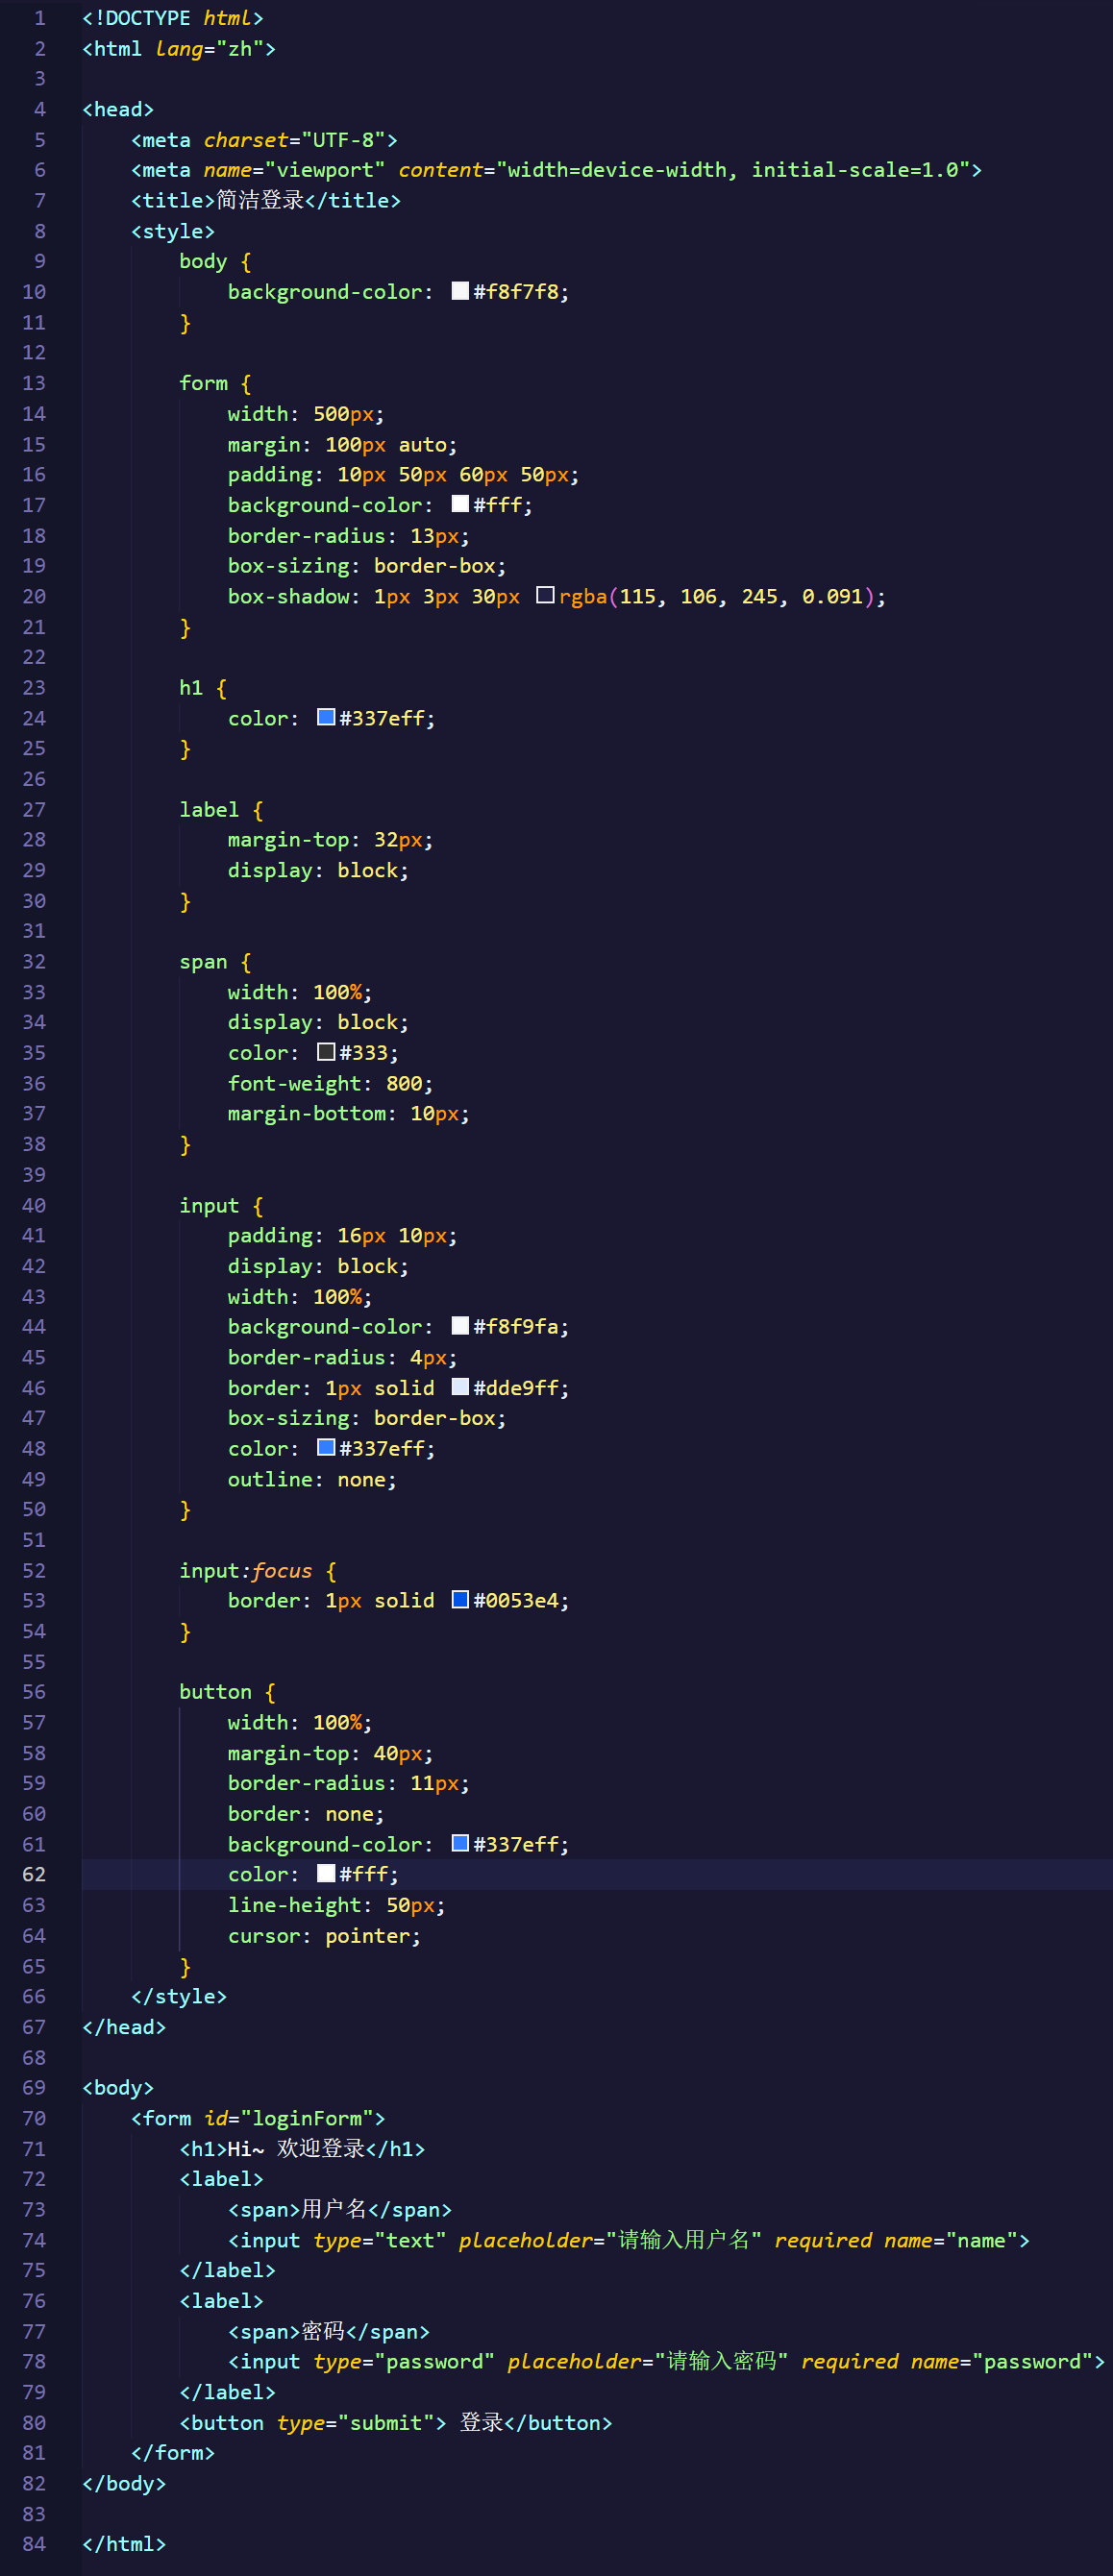 1 <!DOCTYPE html>
2 <html lang="zh">
3
4 <head>
5     <meta charset="UTF-8">
6     <meta name="viewport" content="width=device-width, initial-scale=1.0">
7     <title>简洁登录</title>
8     <style>
9         body {
10             background-color: #f8f7f8;
11         }
12
13         form {
14             width: 500px;
15             margin: 100px auto;
16             padding: 10px 50px 60px 50px;
17             background-color: #fff;
18             border-radius: 13px;
19             box-sizing: border-box;
20             box-shadow: 1px 3px 30px rgba(115, 106, 245, 0.091);
21         }
22
23         h1 {
24             color: #337eff;
25         }
26
27         label {
28             margin-top: 32px;
29             display: block;
30         }
31
32         span {
33             width: 100%;
34             display: block;
35             color: #333;
36             font-weight: 800;
37             margin-bottom: 10px;
38         }
39
40         input {
41             padding: 16px 10px;
42             display: block;
43             width: 100%;
44             background-color: #f8f9fa;
45             border-radius: 4px;
46             border: 1px solid #dde9ff;
47             box-sizing: border-box;
48             color: #337eff;
49             outline: none;
50         }
51
52         input:focus {
53             border: 1px solid #0053e4;
54         }
55
56         button {
57             width: 100%;
58             margin-top: 40px;
59             border-radius: 11px;
60             border: none;
61             background-color: #337eff;
62             color: #fff;
63             line-height: 50px;
64             cursor: pointer;
65         }
66     </style>
67 </head>
68
69 <body>
70     <form id="loginForm">
71         <h1>Hi~ 欢迎登录</h1>
72         <label>
73             <span>用户名</span>
74             <input type="text" placeholder="请输入用户名" required name="name">
75         </label>
76         <label>
77             <span>密码</span>
78             <input type="password" placeholder="请输入密码" required name="password">
79         </label>
80         <button type="submit"> 登录</button>
81     </form>
82 </body>
83
84 </html>